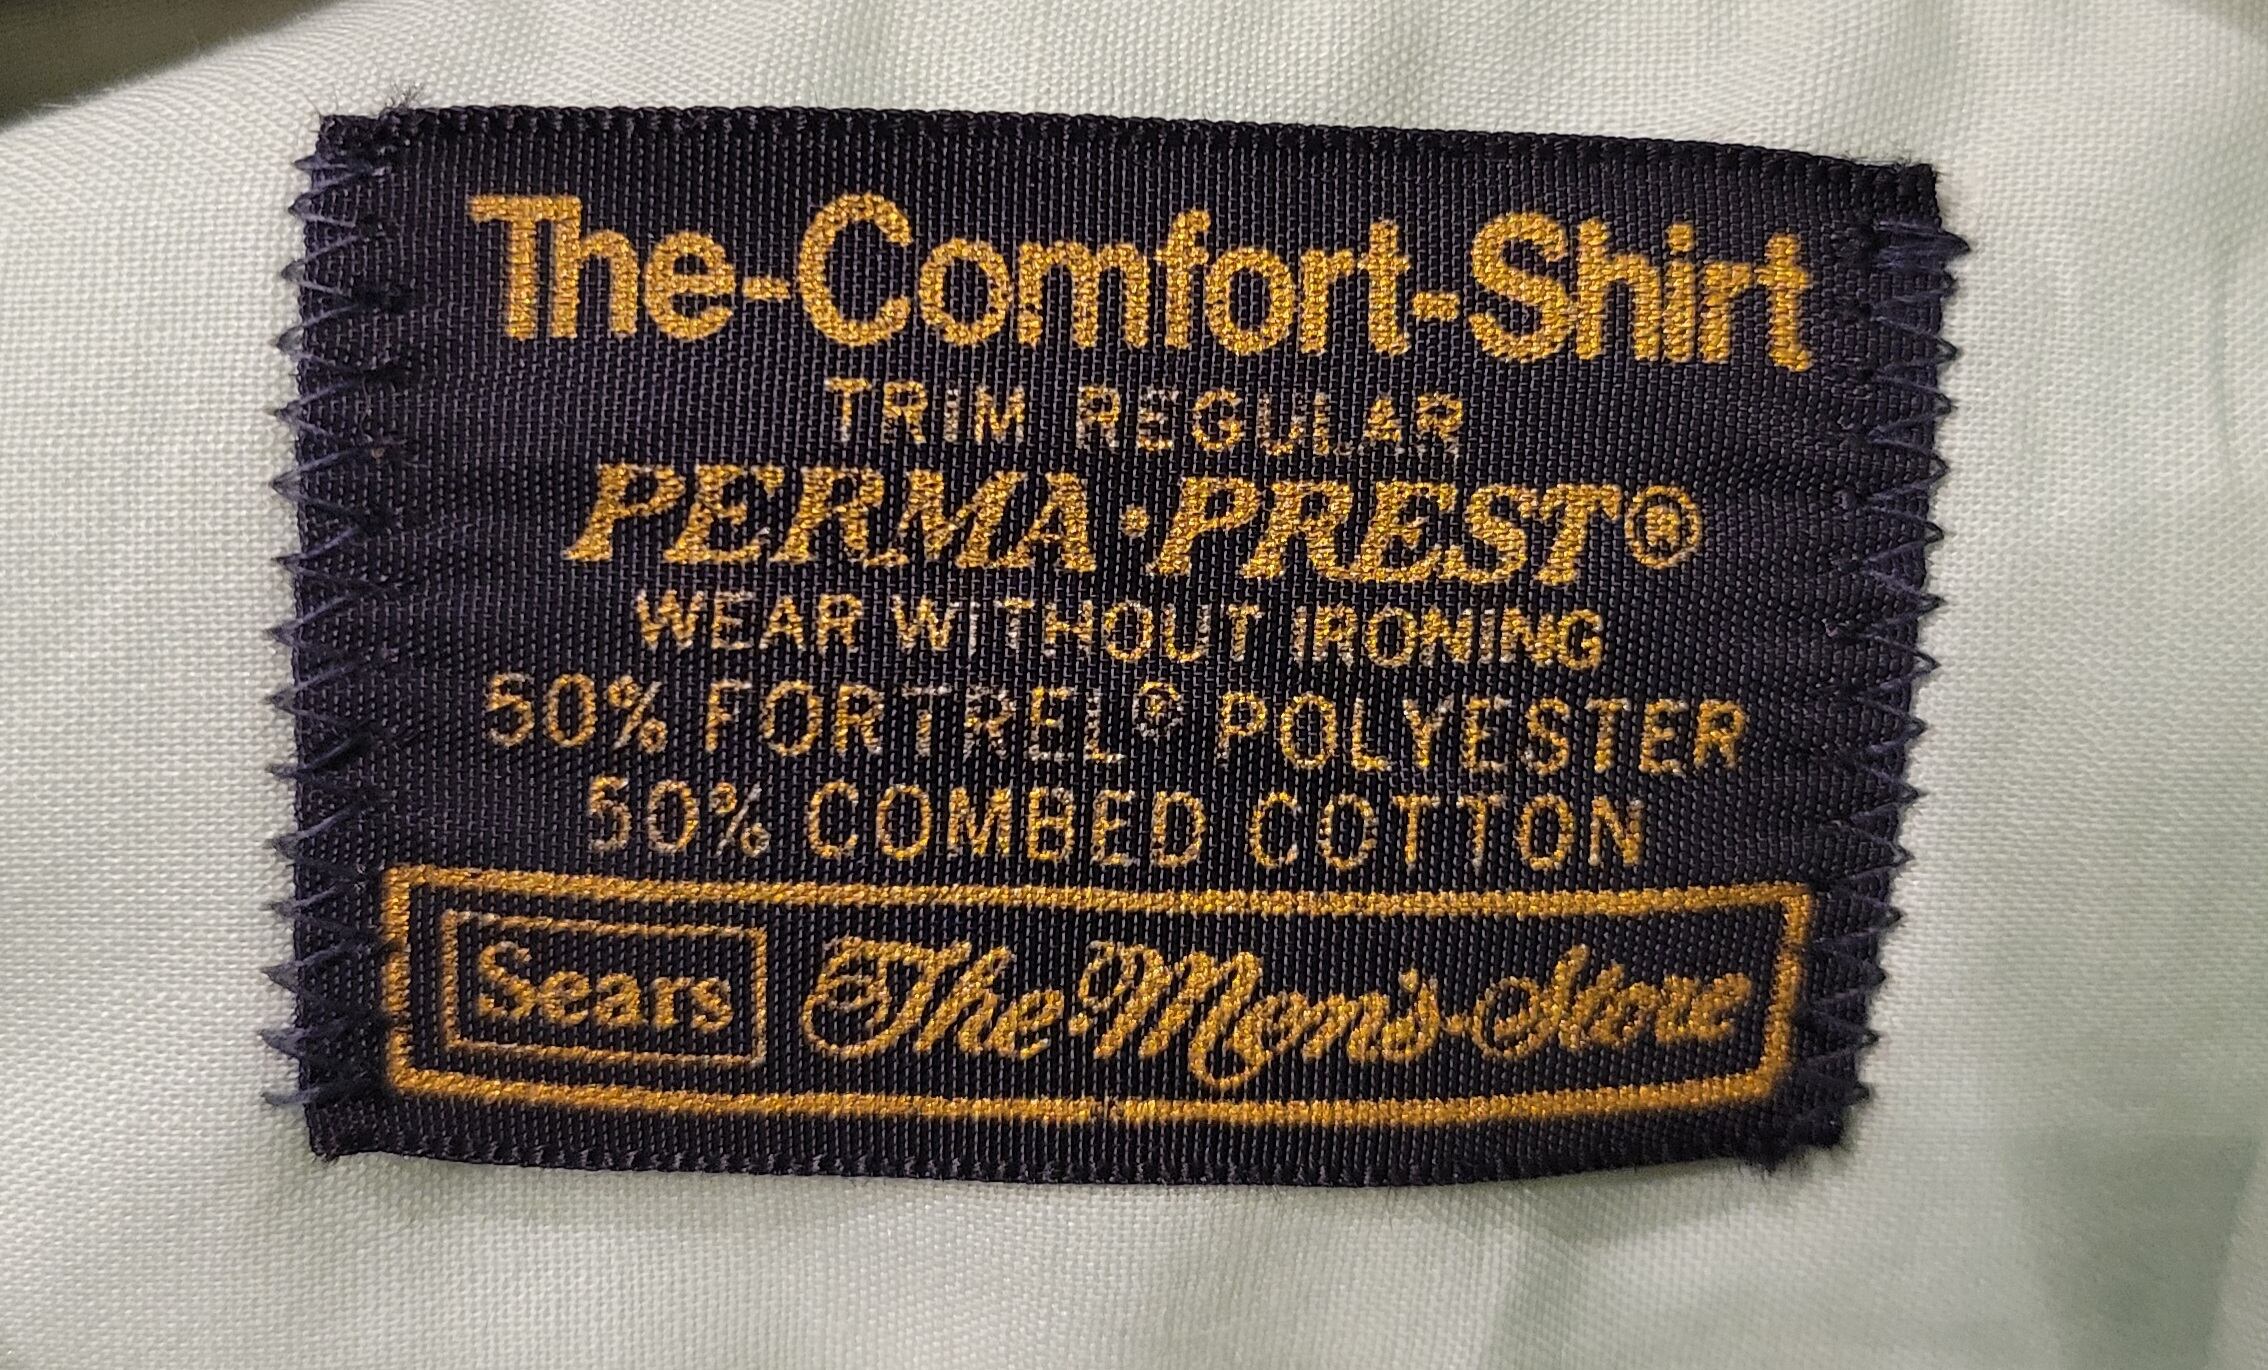 The-Comfort-Shirt
TRIM REGULAR
PERMA·PREST®
WEAR WITHOUT IRONING
50% FORTREL® POLYESTER
50% COMBED COTTON
Sears The Men's Store